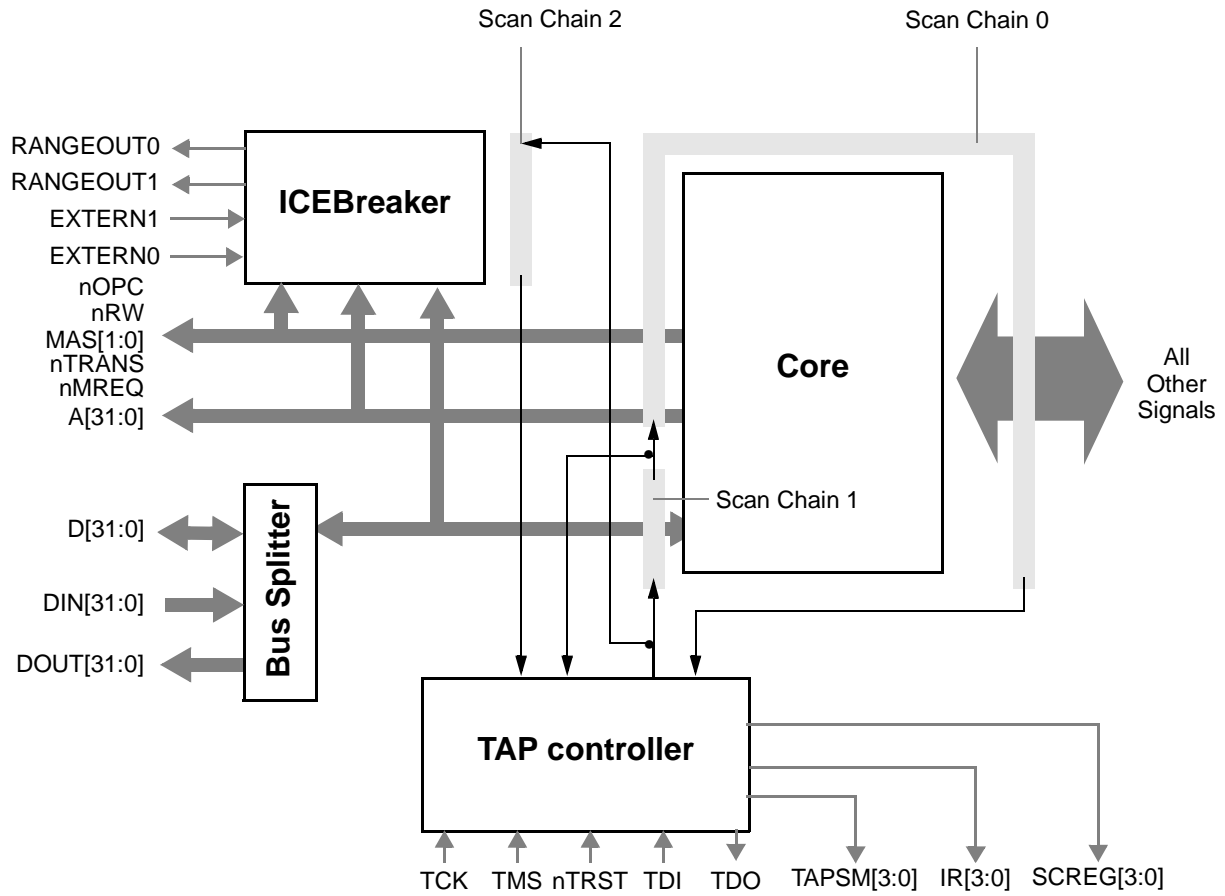 Scan Chain 2
Scan Chain 0
RANGEOUT0
RANGEOUT1
EXTERN1
EXTERN0
nOPC
nRW
MAS[1:0]
nTRANS
nMREQ
A[31:0]
ICEBreaker
Core
All
Other
Signals
Scan Chain 1
D[31:0]
DIN[31:0]
DOUT[31:0]
Bus Splitter
TAP controller
TCK
TMS
nTRST
TDI
TDO
TAPSM[3:0]
IR[3:0]
SCREG[3:0]